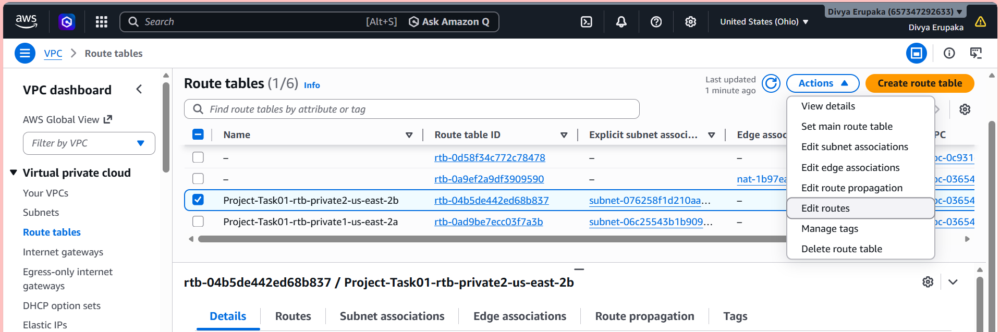 aws
Search [Alt+S] Ask Amazon Q
United States (Ohio)
Divya Erupaka (657347292633)
Divya Erupaka
VPC Route tables
VPC dashboard
AWS Global View
Filter by VPC
Virtual private cloud
Your VPCs
Subnets
Route tables
Internet gateways
Egress-only internet
gateways
DHCP option sets
Elastic IPs
Route tables (1/6) Info
Last updated
1 minute ago
Actions
Create route table
Find route tables by attribute or tag
Name Route table ID Explicit subnet associ... Edge assoc PC
– rtb-0d58f34c772c78478 – – pc-0c931
– rtb-0a9ef2a9df3909590 – nat-1b97ea pc-03654
Project-Task01-rtb-private2-us-east-2b rtb-04b5de442ed68b837 subnet-076258f1d210aa... – pc-03654
Project-Task01-rtb-private1-us-east-2a rtb-0ad9be7ecc03f7a3b subnet-06c25543b1b909... – pc-03654
View details
Set main route table
Edit subnet associations
Edit edge associations
Edit route propagation
Edit routes
Manage tags
Delete route table
rtb-04b5de442ed68b837 / Project-Task01-rtb-private2-us-east-2b
Details Routes Subnet associations Edge associations Route propagation Tags